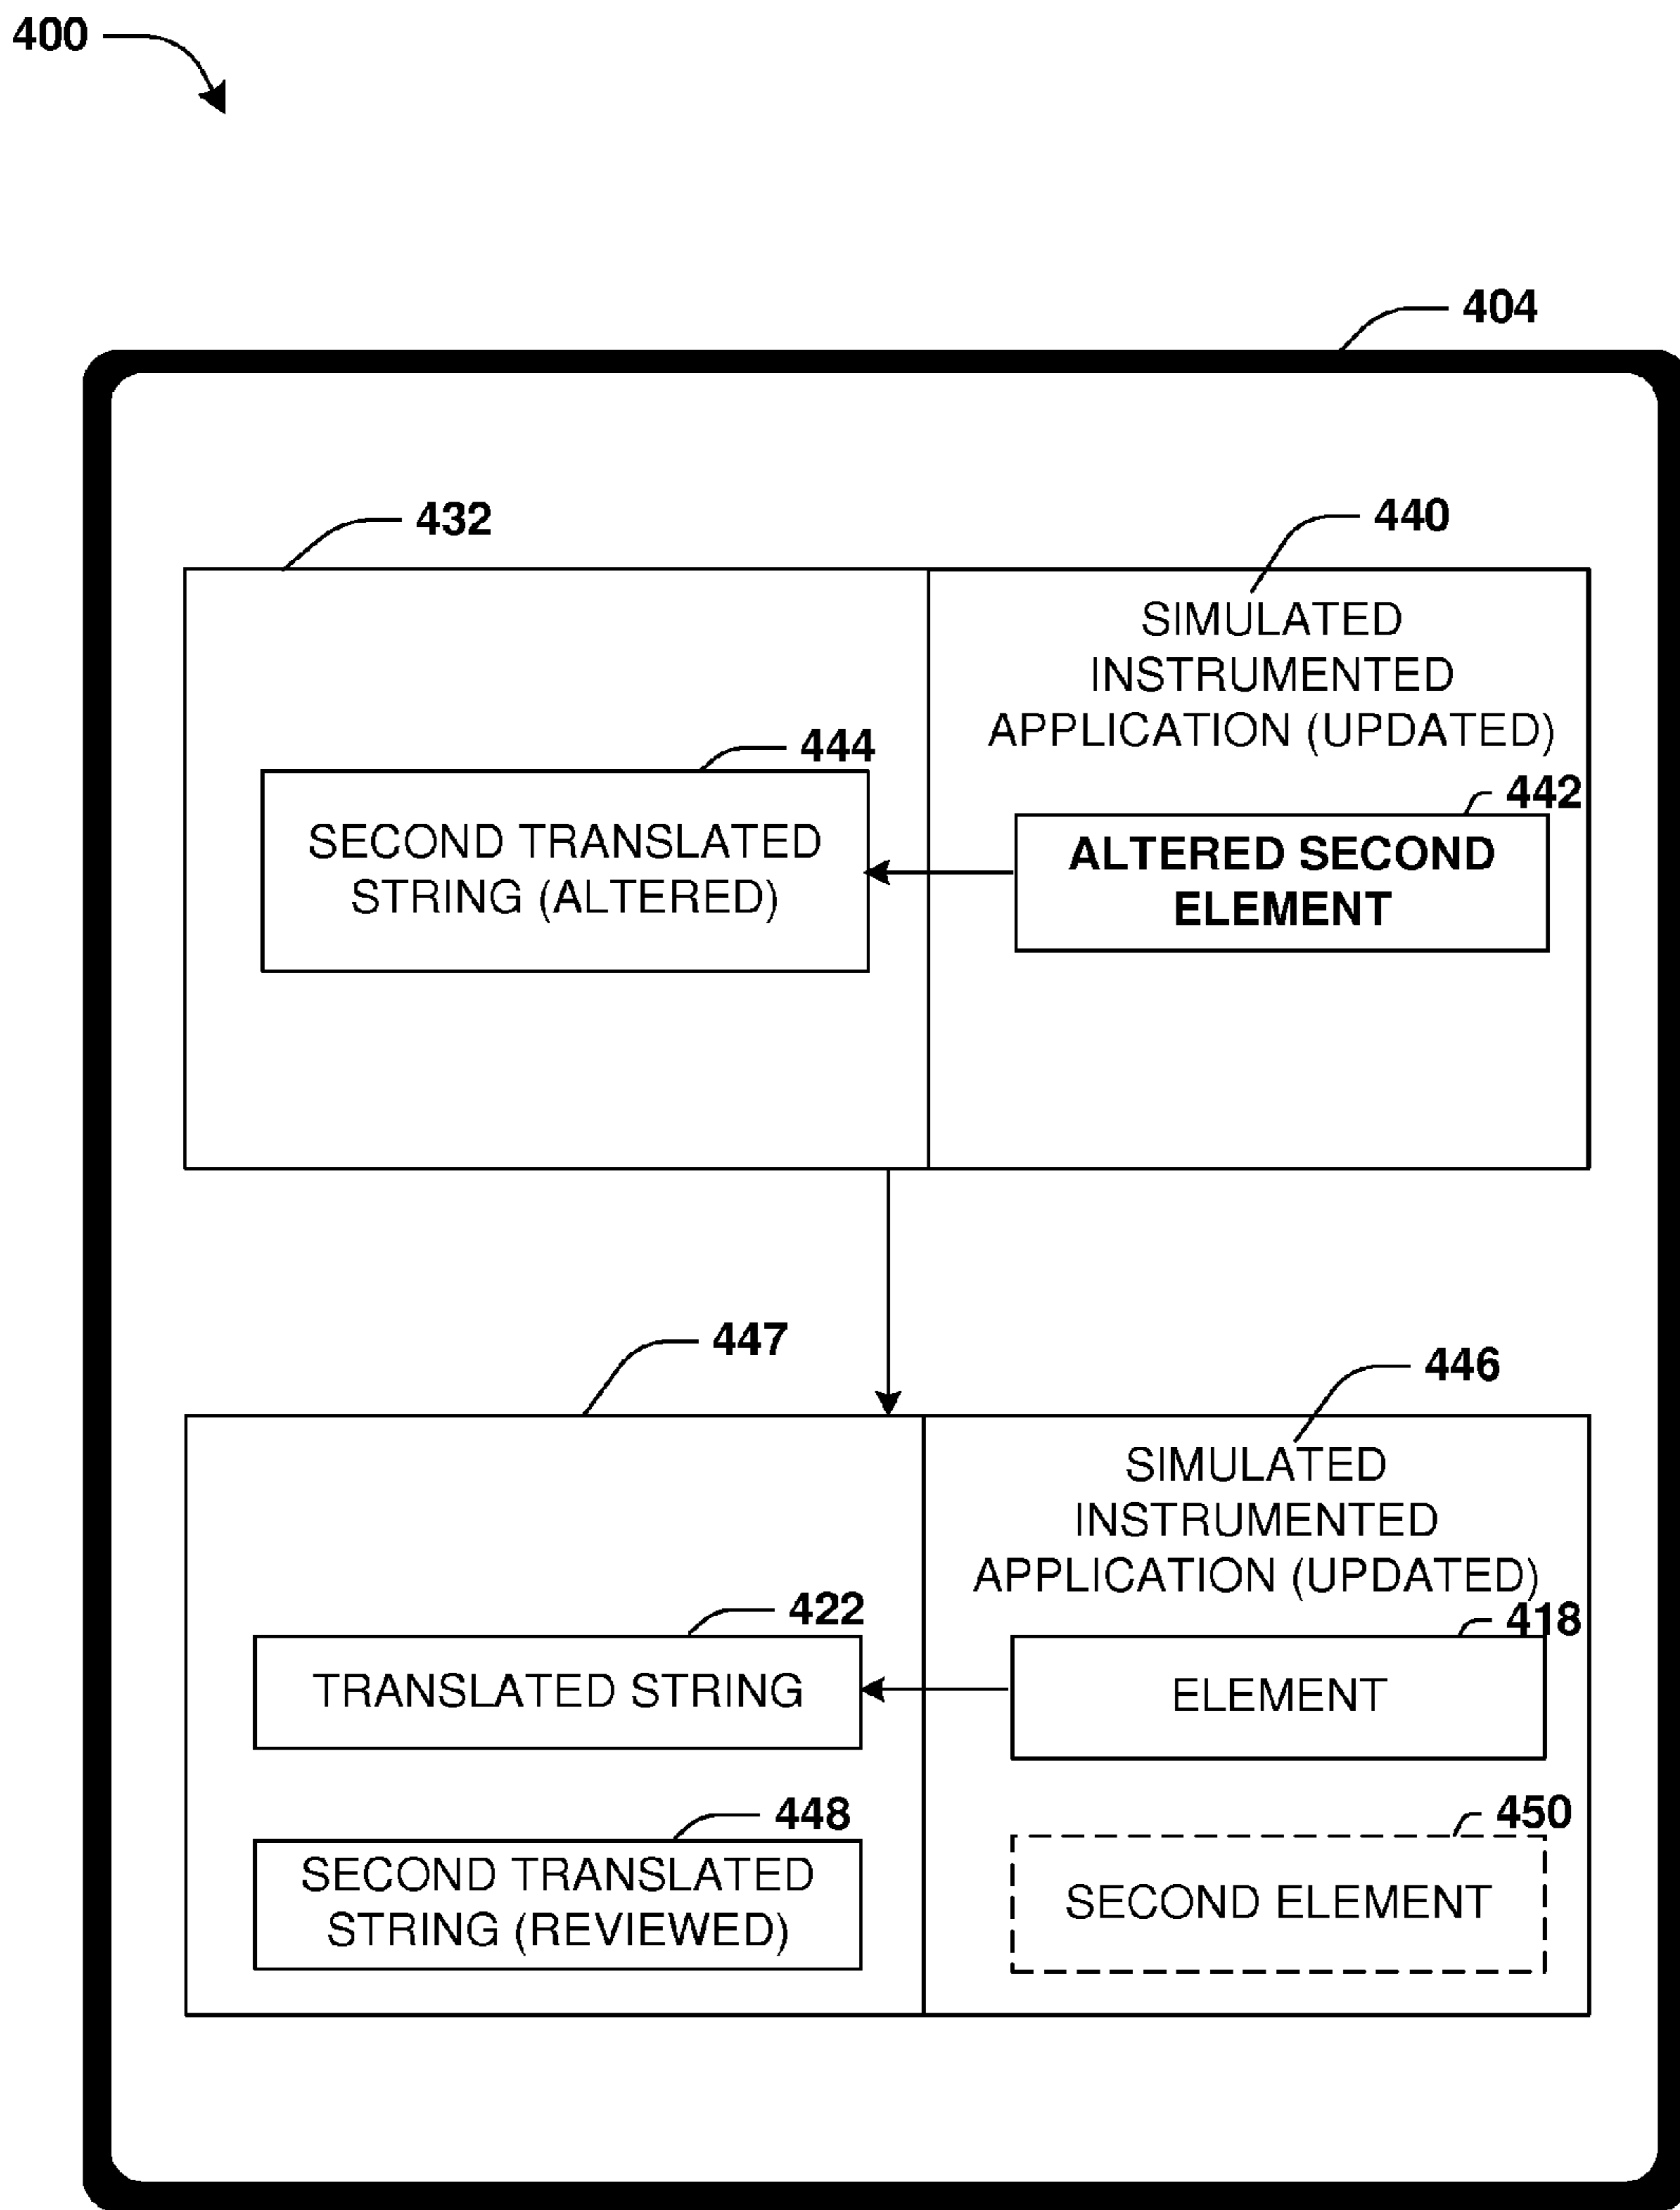 400
404
432
440
SIMULATED
INSTRUMENTED
APPLICATION (UPDATED)
444
442
SECOND TRANSLATED
STRING (ALTERED)
ALTERED SECOND
ELEMENT
447
446
SIMULATED
INSTRUMENTED
APPLICATION (UPDATED)
422
418
TRANSLATED STRING
ELEMENT
448
450
SECOND TRANSLATED
STRING (REVIEWED)
SECOND ELEMENT